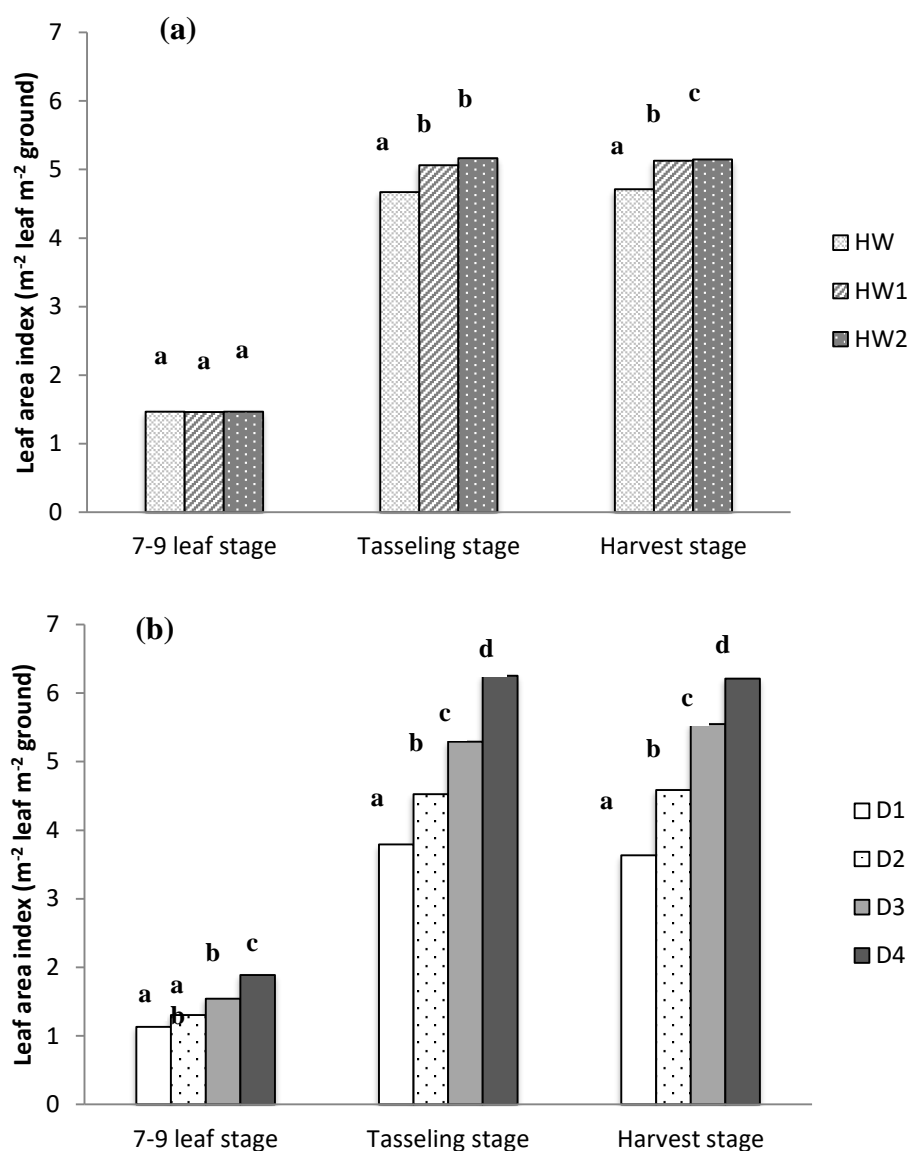 (a)
Leaf area index (m⁻² leaf m⁻² ground)
7
6
5
4
3
2
1
0
a a a
a b b
a b c
7-9 leaf stage Tasseling stage Harvest stage
HW
HW1
HW2
(b)
Leaf area index (m⁻² leaf m⁻² ground)
7
6
5
4
3
2
1
0
a a b c
b
a b c d
a b c d
7-9 leaf stage Tasseling stage Harvest stage
D1
D2
D3
D4